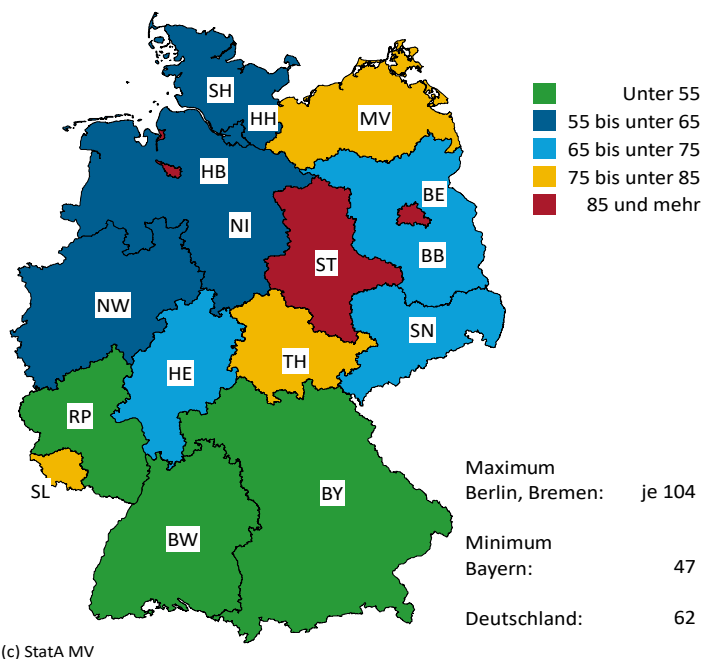 SH
HH
MV
HB
BE
NI
BB
ST
NW
SN
TH
HE
RP
SL
BY
BW
Unter 55
55 bis unter 65
65 bis unter 75
75 bis unter 85
85 und mehr
Maximum
Berlin, Bremen: je 104
Minimum
Bayern: 47
Deutschland: 62
(c) StatA MV